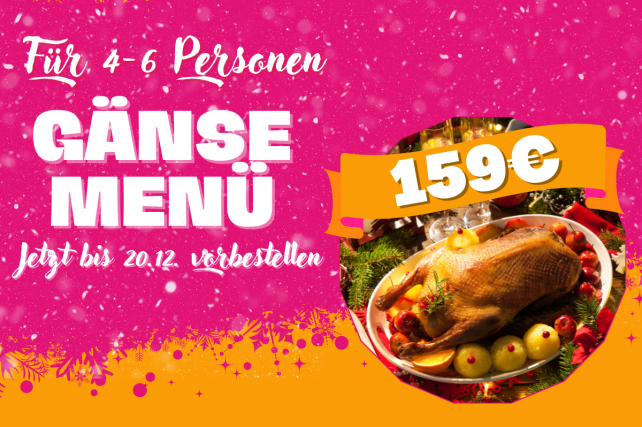 Für 4-6 Personen
GÄNSE
MENÜ
Jetzt bis 20.12. vorbestellen
159€